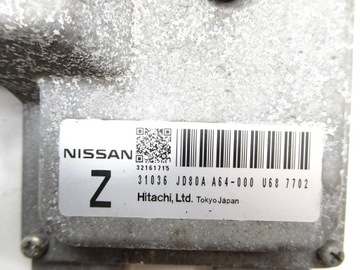 NISSAN
32161715
Z
31036 JD80A A64-000 U68 7702
Hitachi, Ltd. Tokyo Japan